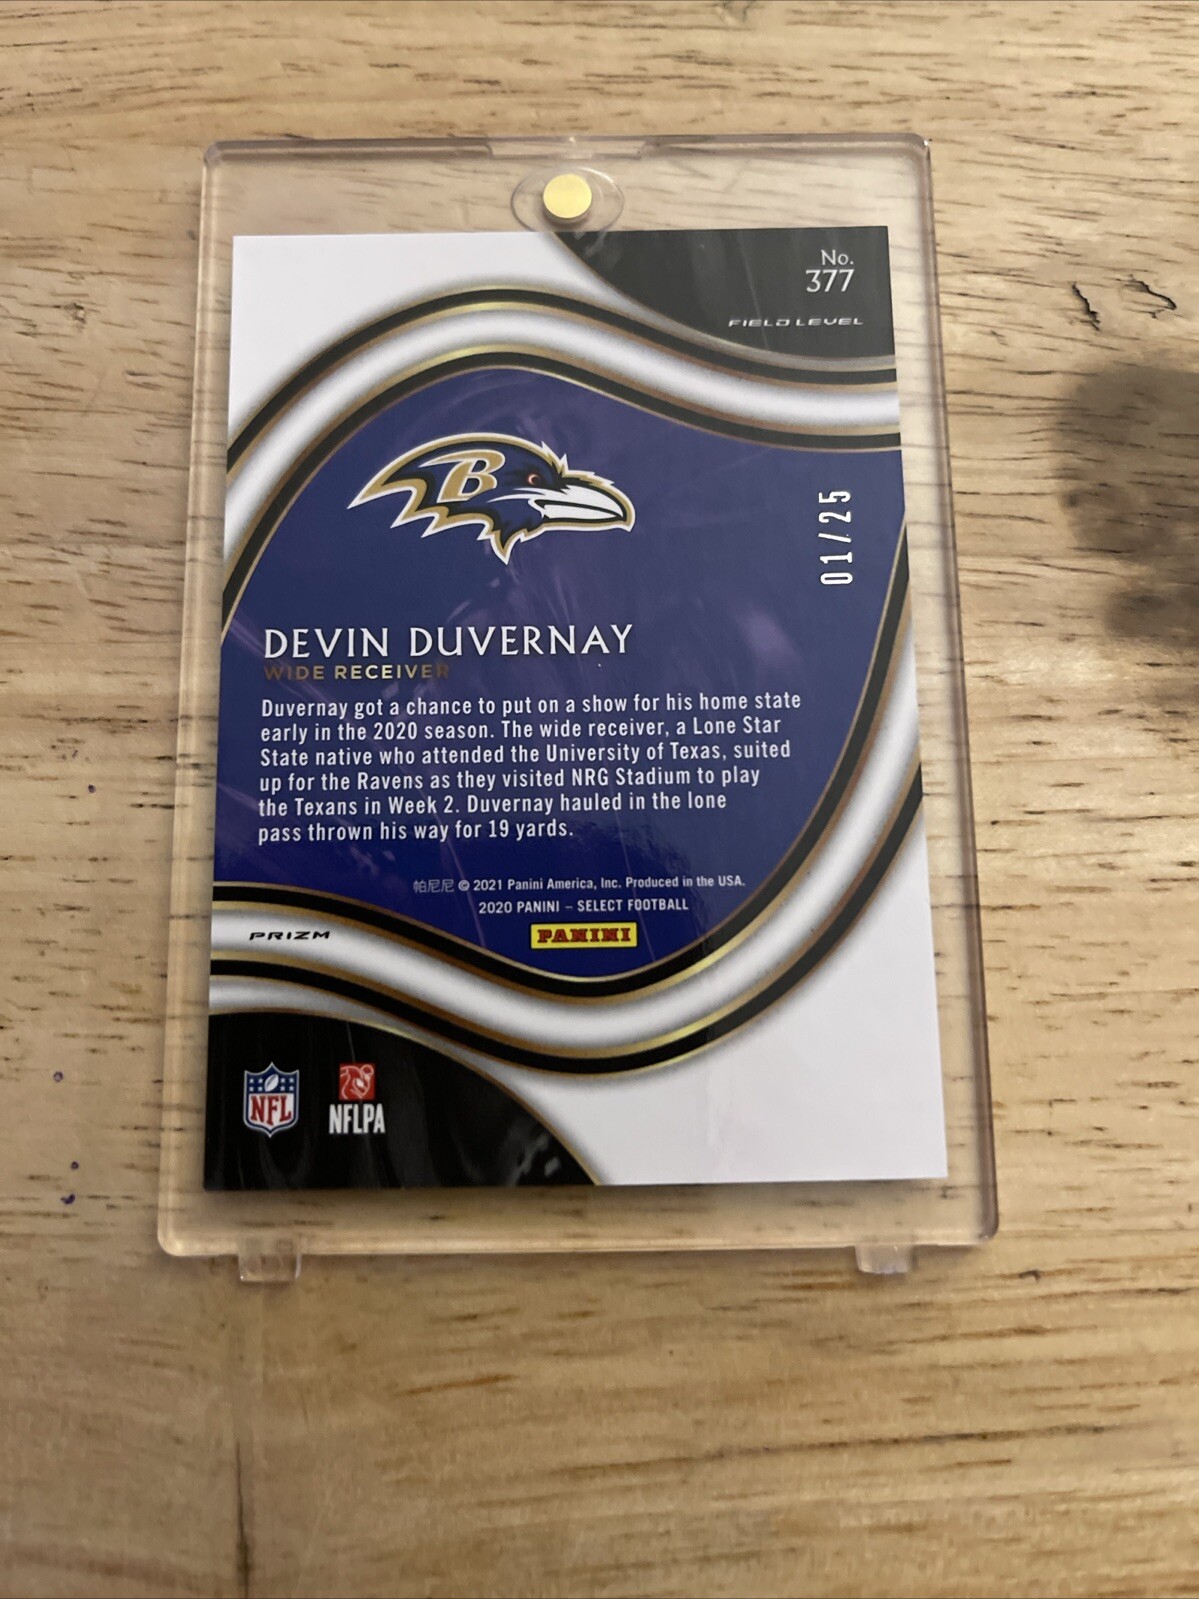 No.
377
FIELD LEVEL
B
01/25
DEVIN DUVERNAY
WIDE RECEIVER
Duvernay got a chance to put on a show for his home state
early in the 2020 season. The wide receiver, a Lone Star
State native who attended the University of Texas, suited
up for the Ravens as they visited NRG Stadium to play
the Texans in Week 2. Duvernay hauled in the lone
pass thrown his way for 19 yards.
帕尼尼 © 2021 Panini America, Inc. Produced in the USA.
2020 PANINI – SELECT FOOTBALL
PANINI
PRIZM
NFL
NFLPA